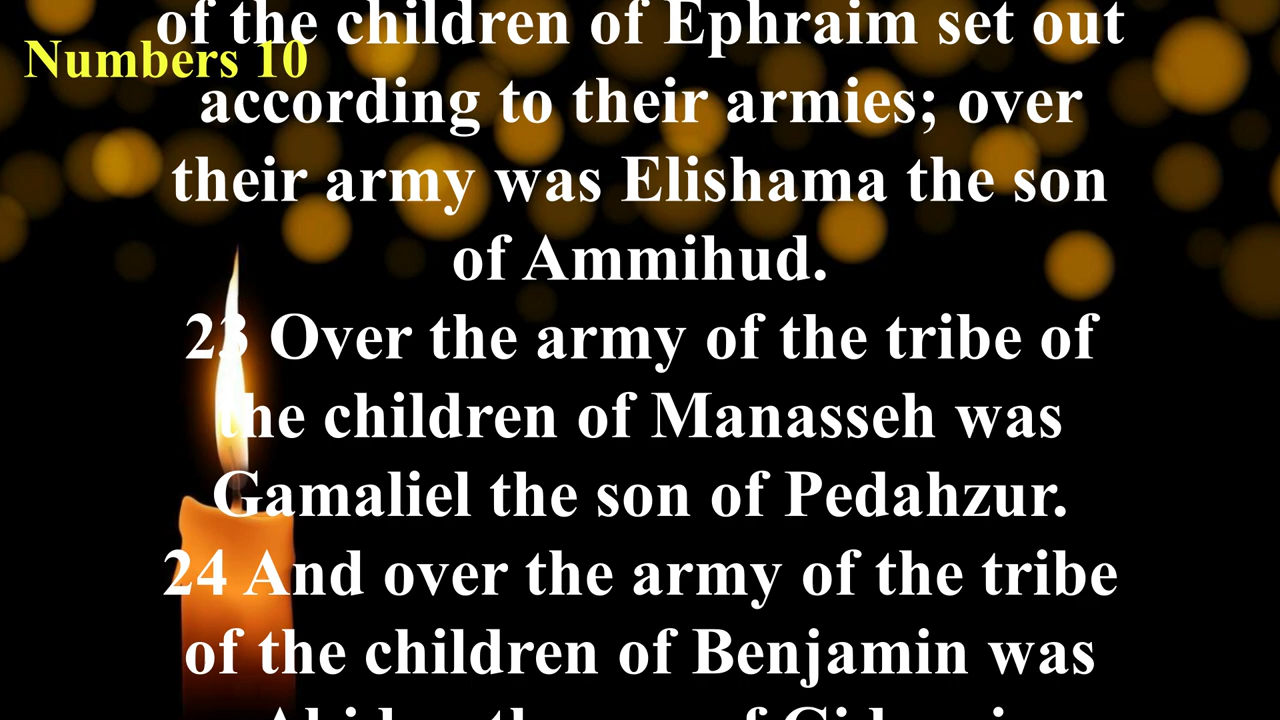 of the children of Ephraim set out
Numbers 10
according to their armies; over
their army was Elishama the son
of Ammihud.
23 Over the army of the tribe of
the children of Manasseh was
Gamaliel the son of Pedahzur.
24 And over the army of the tribe
of the children of Benjamin was